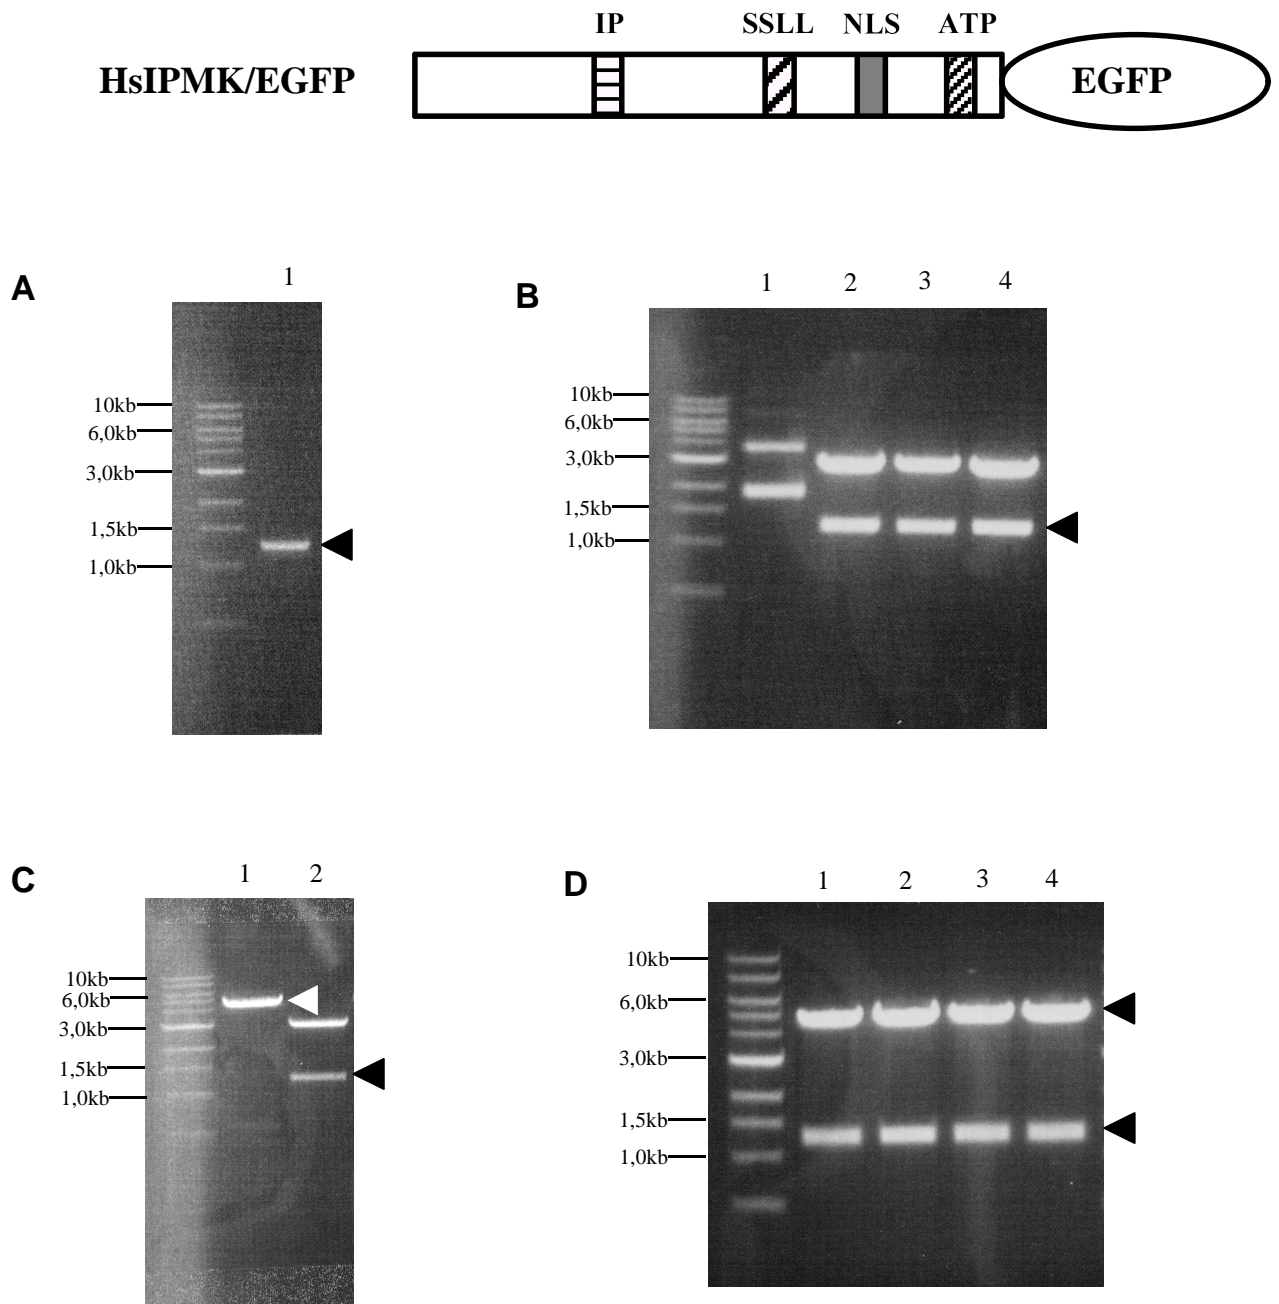 IP SSLL NLS ATP
HsIPMK/EGFP EGFP
A
1
10kb
6,0kb
3,0kb
1,5kb
1,0kb
B
1 2 3 4
10kb
6,0kb
3,0kb
1,5kb
1,0kb
C
1 2
10kb
6,0kb
3,0kb
1,5kb
1,0kb
D
1 2 3 4
10kb
6,0kb
3,0kb
1,5kb
1,0kb